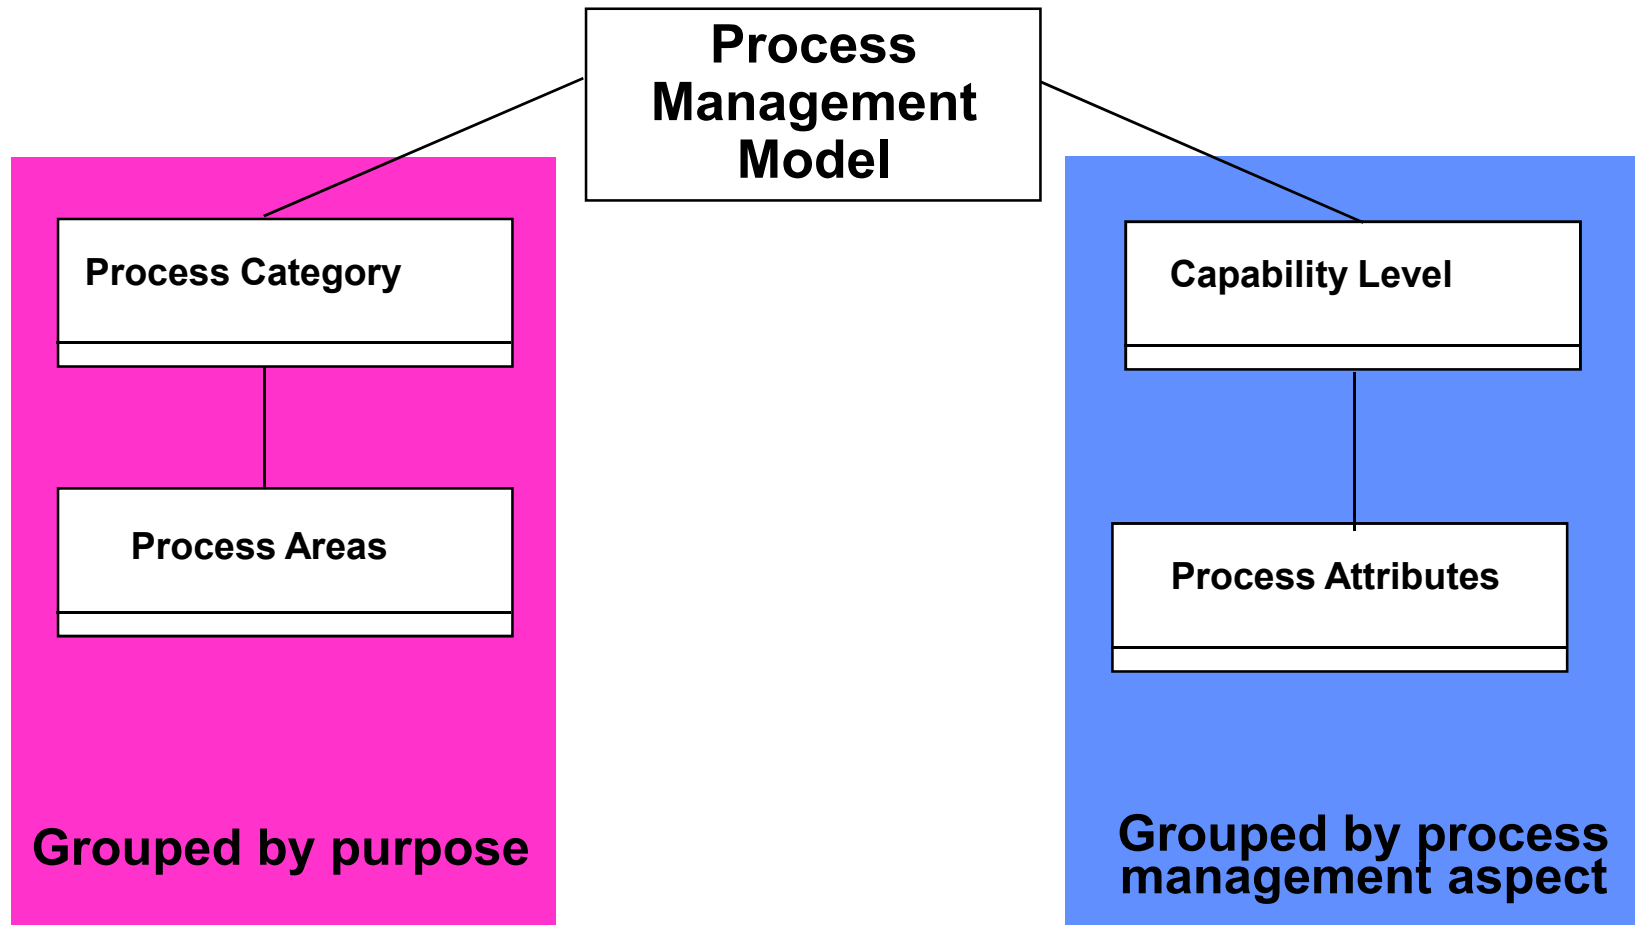 Process
Management
Model
Process Category
Capability Level
Process Areas
Process Attributes
Grouped by purpose
Grouped by process
management aspect